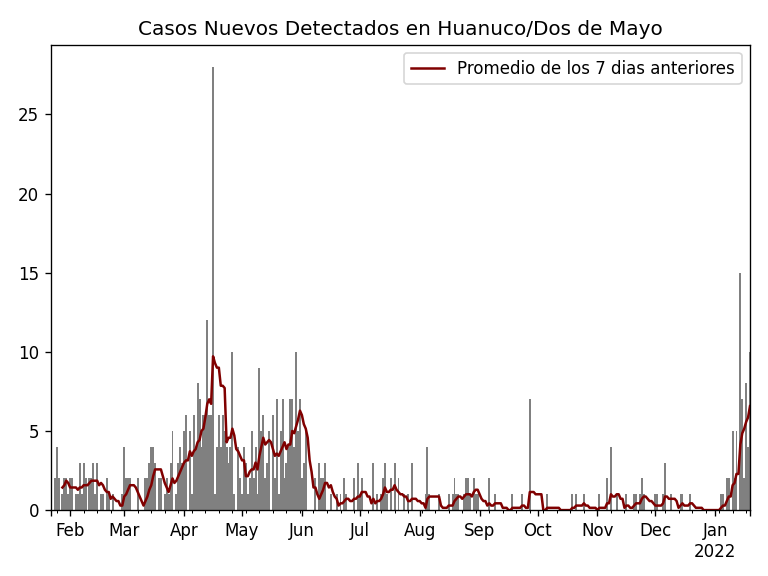 Casos Nuevos Detectados en Huanuco/Dos de Mayo
Promedio de los 7 dias anteriores
25
20
15
10
5
0
Feb Mar Apr May Jun Jul Aug Sep Oct Nov Dec Jan
2022